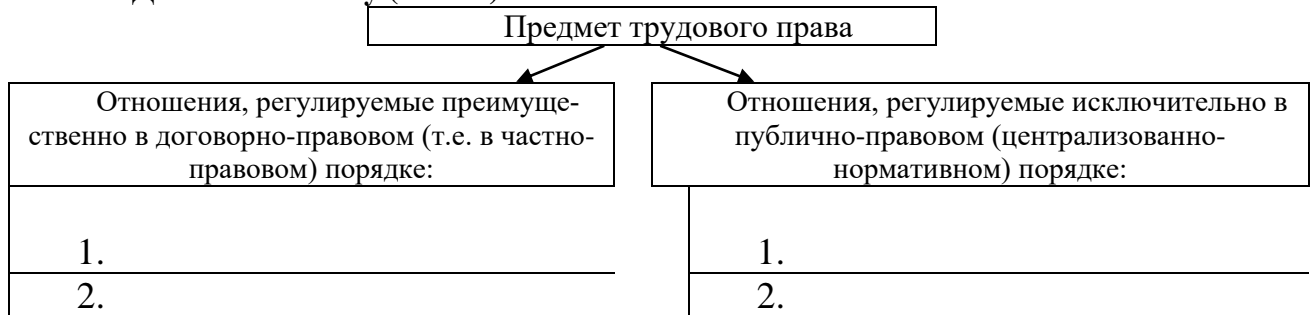 Предмет трудового права
Отношения, регулируемые преимуще-
ственно в договорно-правовом (т.е. в частно-
правовом) порядке:
Отношения, регулируемые исключительно в
публично-правовом (централизованно-
нормативном) порядке:
1.
2.
1.
2.